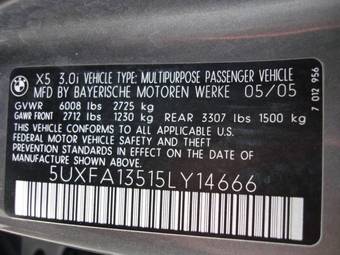 BMW
X5 3.0i VEHICLE TYPE: MULTIPURPOSE PASSENGER VEHICLE
MFD BY BAYERISCHE MOTOREN WERKE 05/05
GVWR 6008 lbs 2725 kg
GAWR FRONT 2712 lbs 1230 kg REAR 3307 lbs 1500 kg
THIS VEHICLE CONFORMS TO ALL APPLICABLE
FEDERAL MOTOR VEHICLE SAFETY AND THEFT
PREVENTION STANDARDS IN EFFECT ON THE
DATE OF MANUFACTURE SHOWN ABOVE.
5UXFA13515LY14666
7 012 956